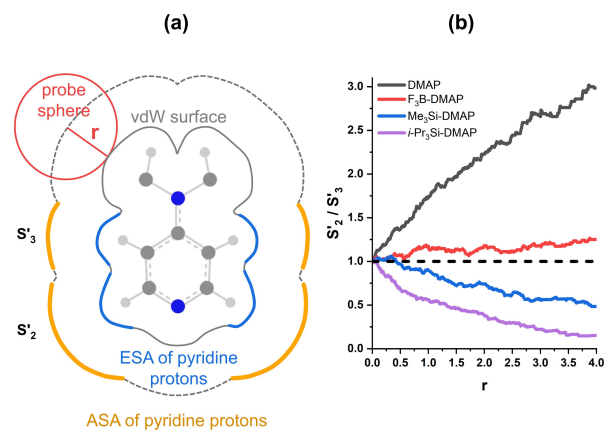 (a)
probe
sphere
r
vdW surface
S'₃
S'₂
ESA of pyridine
protons
ASA of pyridine protons
(b)
DMAP
F₃B-DMAP
Me₃Si-DMAP
i-Pr₃Si-DMAP
S'₂ / S'₃
3.0
2.5
2.0
1.5
1.0
0.5
0.0
0.0 0.5 1.0 1.5 2.0 2.5 3.0 3.5 4.0
r